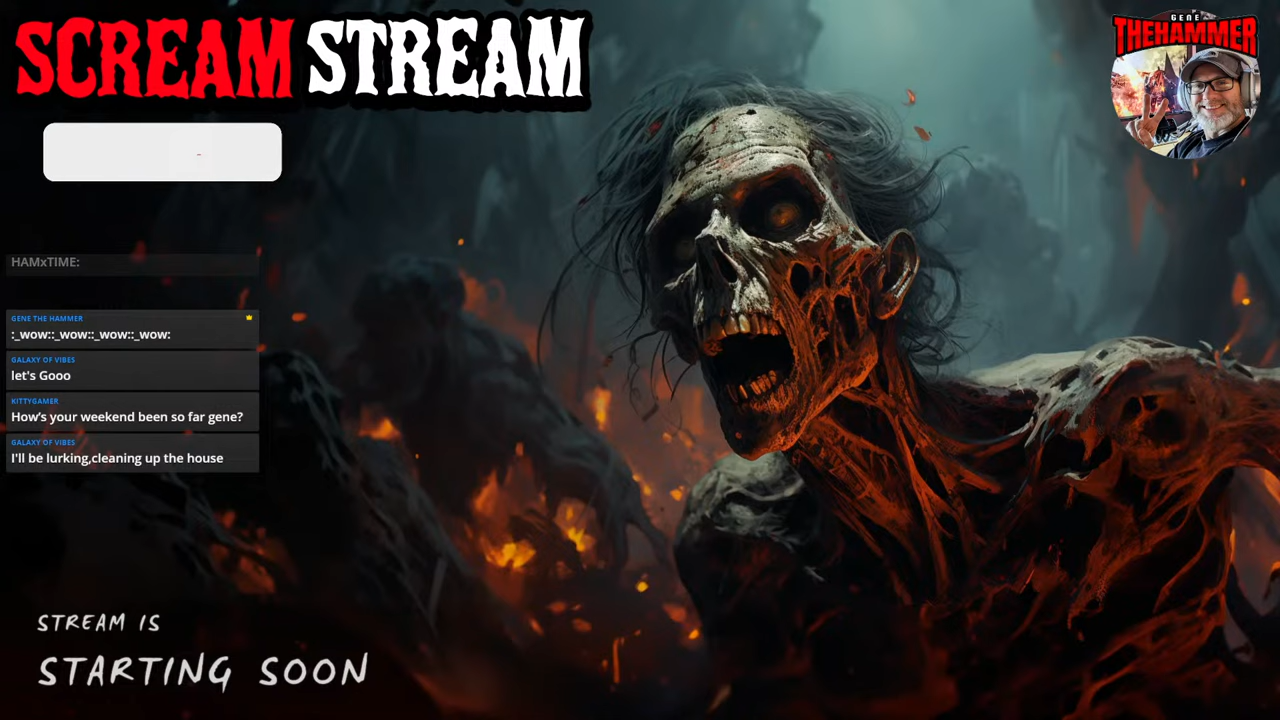 SCREAM STREAM
GENE
THEHAMMER
HAMxTIME:
GENE THE HAMMER
:_wow::_wow::_wow::_wow:
GALAXY OF VIBES
let's Gooo
KITTYGAMER
How's your weekend been so far gene?
GALAXY OF VIBES
I'll be lurking,cleaning up the house
STREAM IS
STARTING SOON